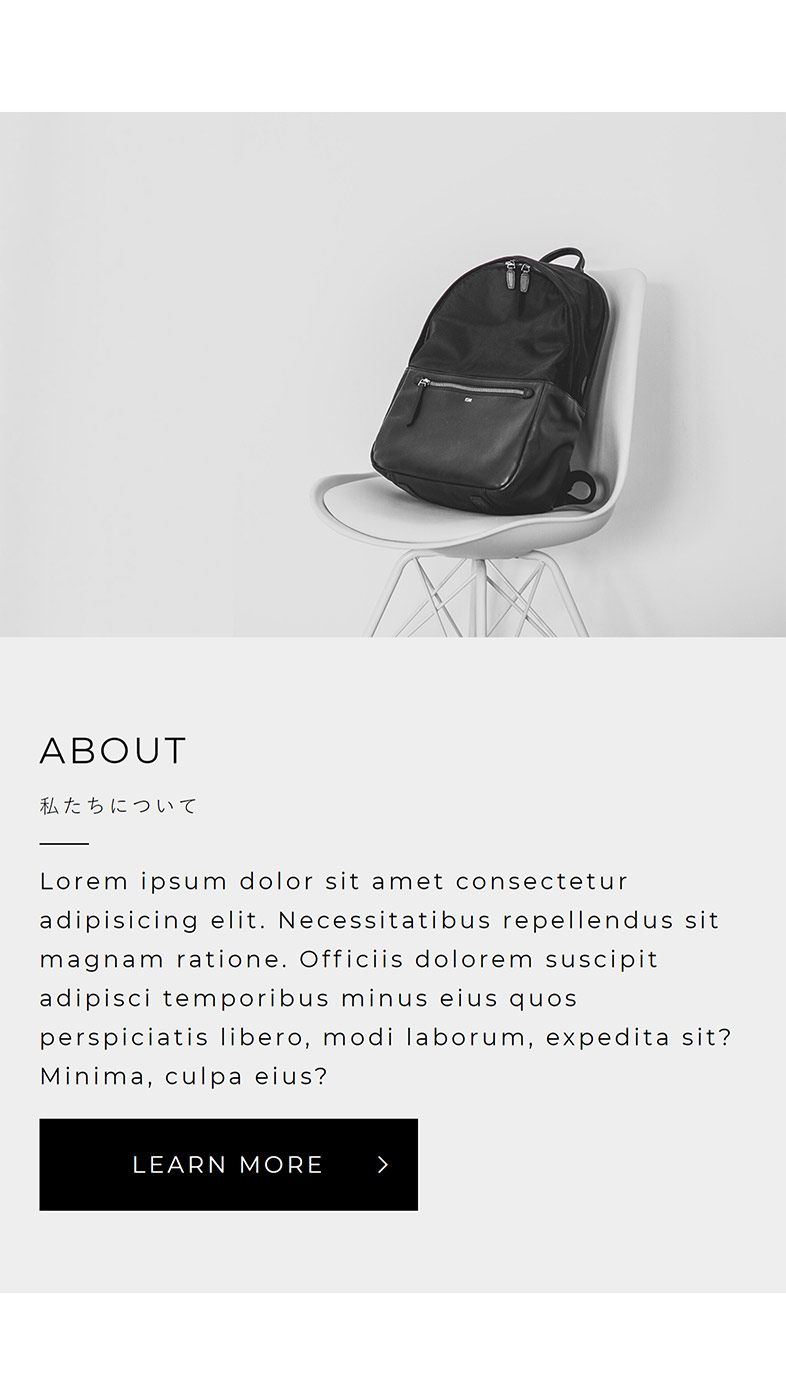 ABOUT
私たちについて
Lorem ipsum dolor sit amet consectetur
adipisicing elit. Necessitatibus repellendus sit
magnam ratione. Officiis dolorem suscipit
adipisci temporibus minus eius quos
perspiciatis libero, modi laborum, expedita sit?
Minima, culpa eius?
LEARN MORE